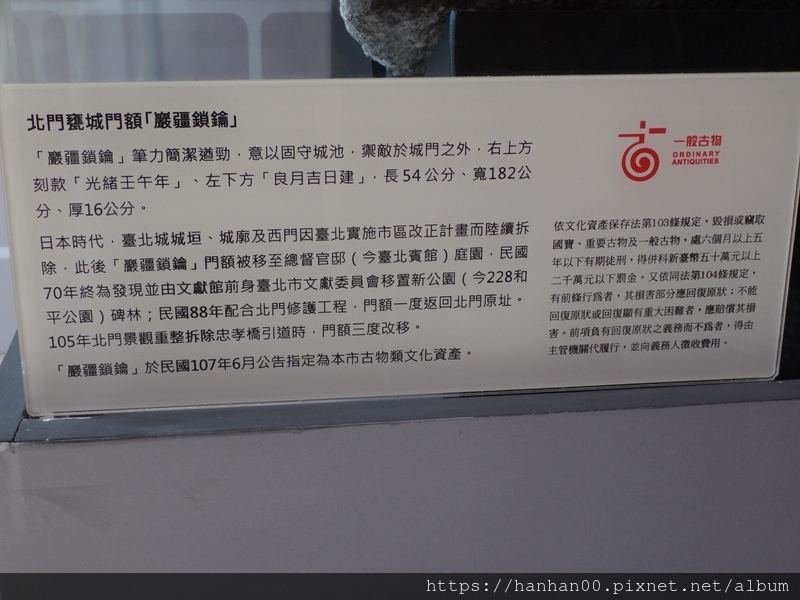 北門甕城門額「巖疆鎖鑰」
「巖疆鎖鑰」筆力簡潔遒勁，意以固守城池，禦敵於城門之外，右上方
刻款「光緒壬午年」、左下方「良月吉日建」，長54公分、寬182公
分、厚16公分。
日本時代，臺北城城垣、城廓及西門因臺北實施市區改正計畫而陸續拆
除，此後「巖疆鎖鑰」門額被移至總督官邸（今臺北賓館）庭園，民國
70年終為發現並由文獻館前身臺北市文獻委員會移置新公園（今228和
平公園）碑林；民國88年配合北門修護工程，門額一度返回北門原址。
105年北門景觀重整拆除忠孝橋引道時，門額三度改移。
「巖疆鎖鑰」於民國107年6月公告指定為本市古物類文化資產。
一般古物
ORDINARY
ANTIQUITIES
依文化資產保存法第103條規定，毀損或竊取
國寶、重要古物及一般古物，處六個月以上五
年以下有期徒刑，得併科新臺幣五十萬元以上
二千萬元以下罰金。又依同法第104條規定，
有前條行為者，其損害部分應回復原狀；不能
回復原狀或回復顯有重大困難者，應賠償其損
害。前項負有回復原狀之義務而不為者，得由
主管機關代履行，並向義務人徵收費用。
https://hanhan00.pixnet.net/album